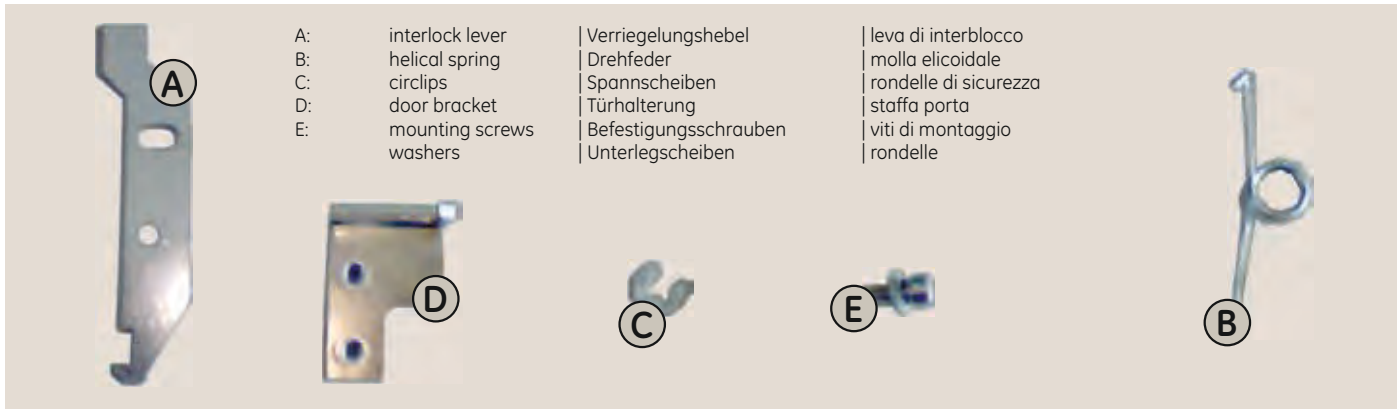 A: interlock lever | Verriegelungshebel | leva di interblocco
B: helical spring | Drehfeder | molla elicoidale
C: circlips | Spannscheiben | rondelle di sicurezza
D: door bracket | Türhalterung | staffa porta
E: mounting screws | Befestigungsschrauben | viti di montaggio
washers | Unterlegscheiben | rondelle
A
D
C
E
B